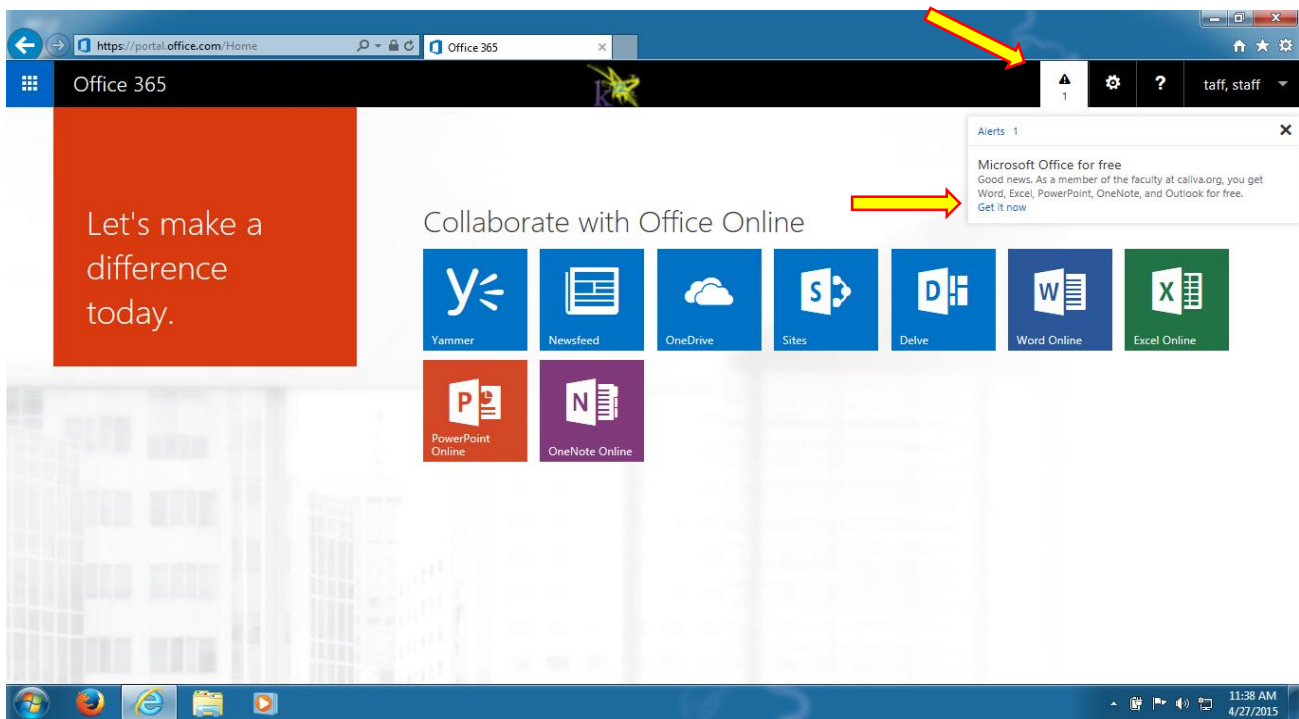 https://portal.office.com/Home
Office 365
Office 365
1
?
taff, staff
Alerts 1
Microsoft Office for free
Good news. As a member of the faculty at caliva.org, you get
Word, Excel, PowerPoint, OneNote, and Outlook for free.
Get it now
Let's make a
difference
today.
Collaborate with Office Online
Yammer
Newsfeed
OneDrive
Sites
Delve
Word Online
Excel Online
PowerPoint
Online
OneNote Online
11:38 AM
4/27/2015